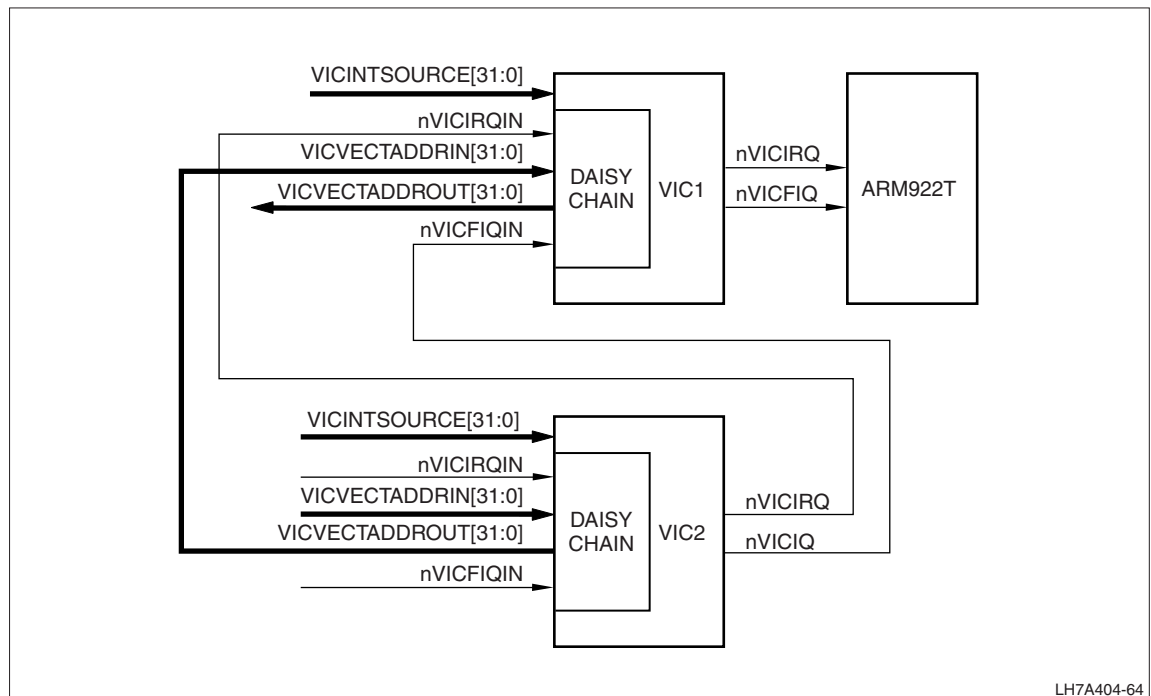 VICINTSOURCE[31:0]
nVICIRQIN
VICVECTADDRIN[31:0]
VICVECTADDROUT[31:0]
nVICFIQIN
DAISY
CHAIN
VIC1
nVICIRQ
nVICFIQ
ARM922T
VICINTSOURCE[31:0]
nVICIRQIN
VICVECTADDRIN[31:0]
VICVECTADDROUT[31:0]
nVICFIQIN
DAISY
CHAIN
VIC2
nVICIRQ
nVICIQ
LH7A404-64